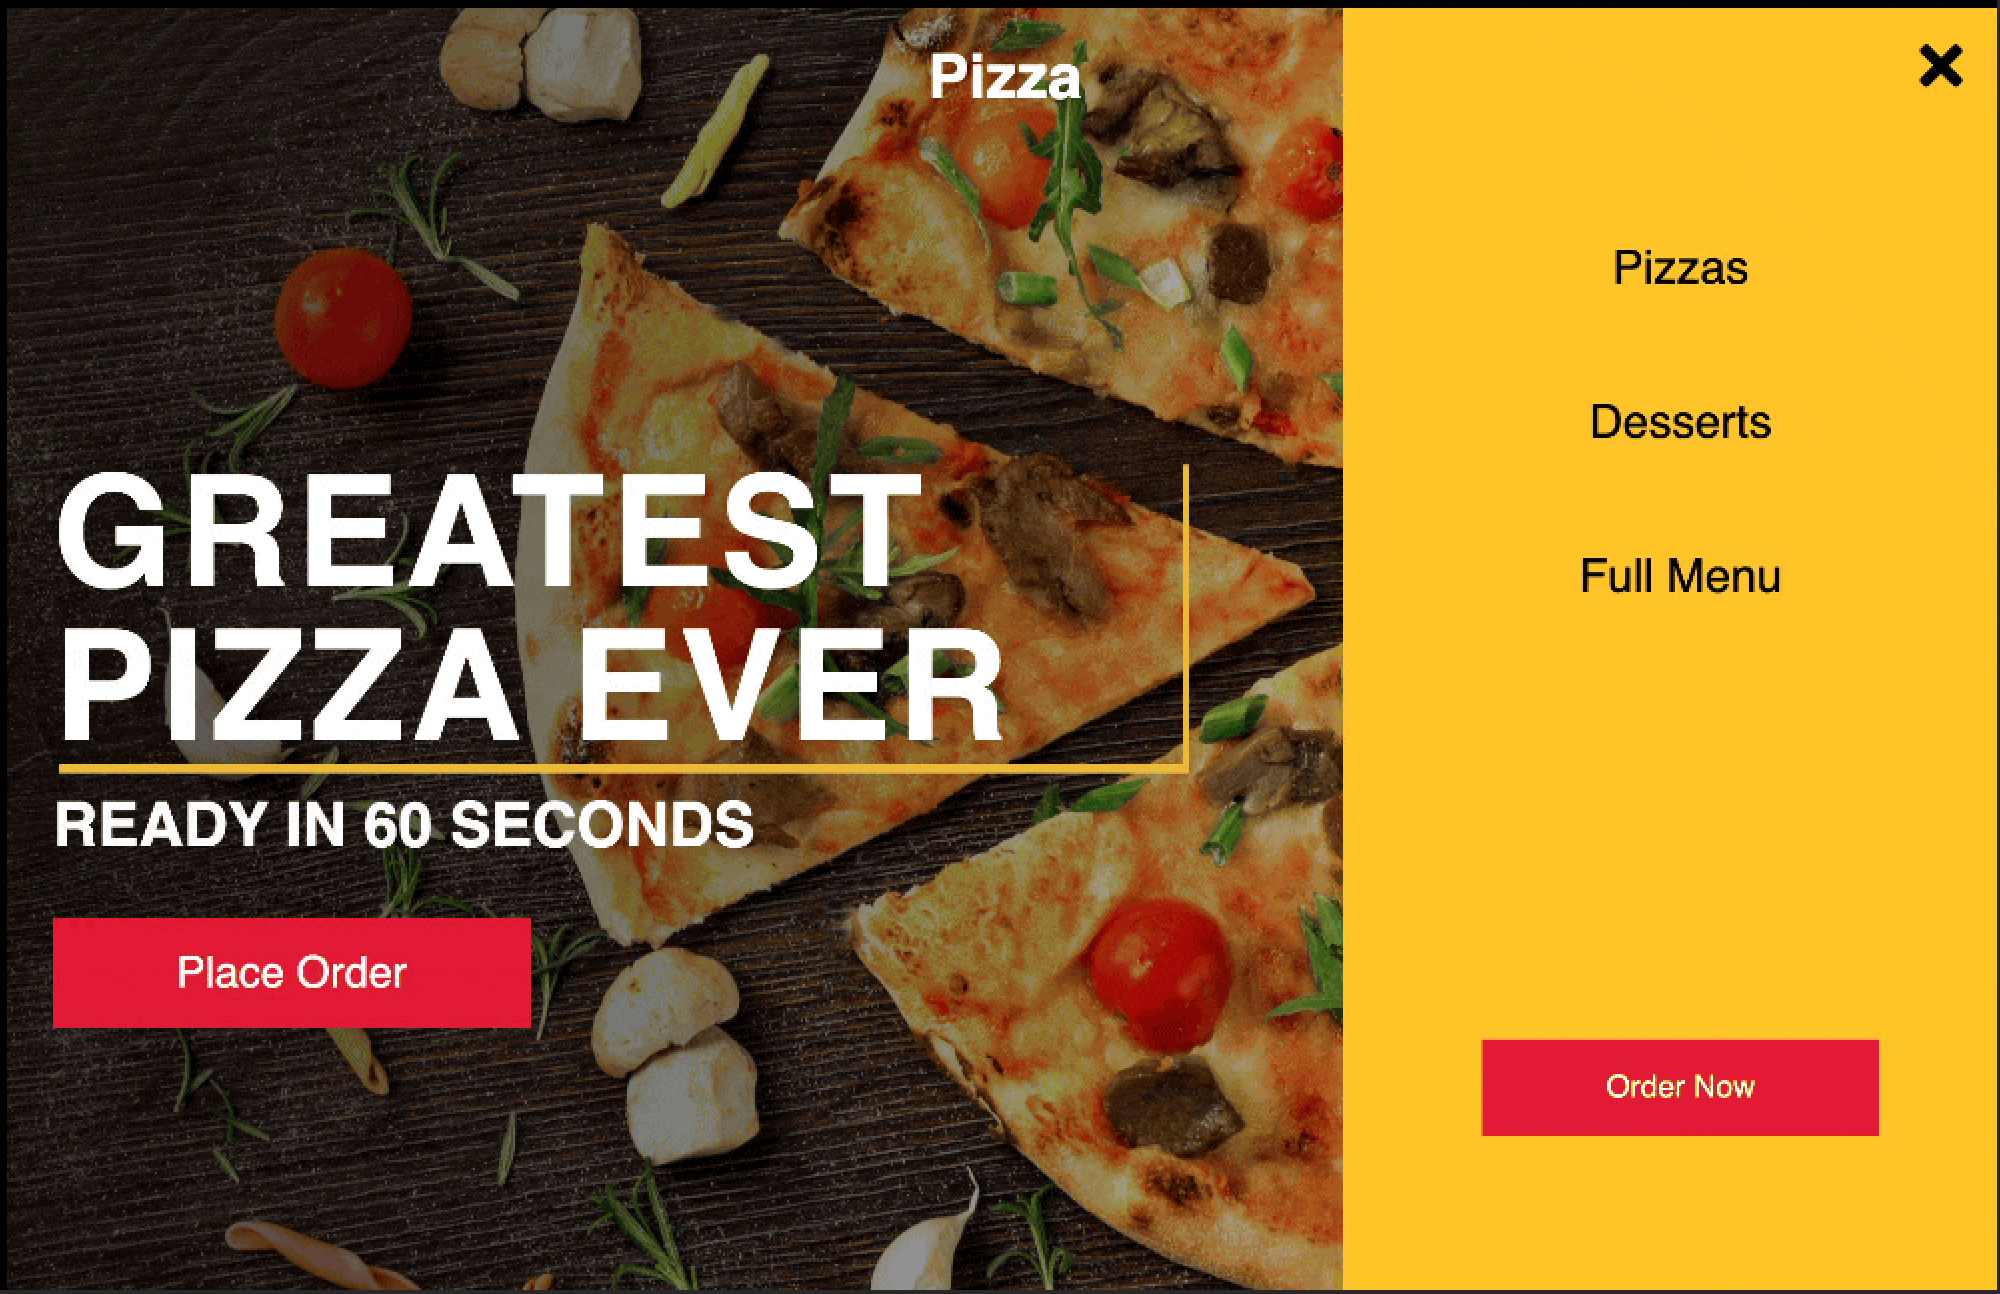 Pizza
GREATEST
PIZZA EVER
READY IN 60 SECONDS
Place Order
Pizzas
Desserts
Full Menu
Order Now